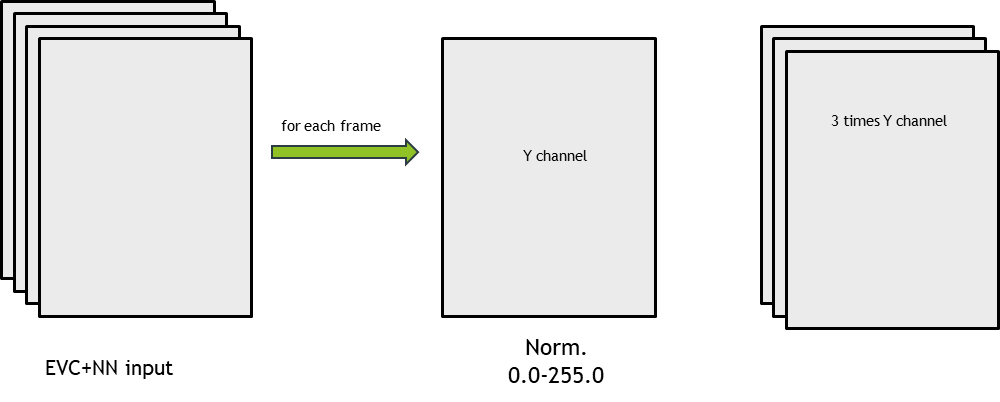 for each frame
Y channel
3 times Y channel
EVC+NN input
Norm.
0.0-255.0